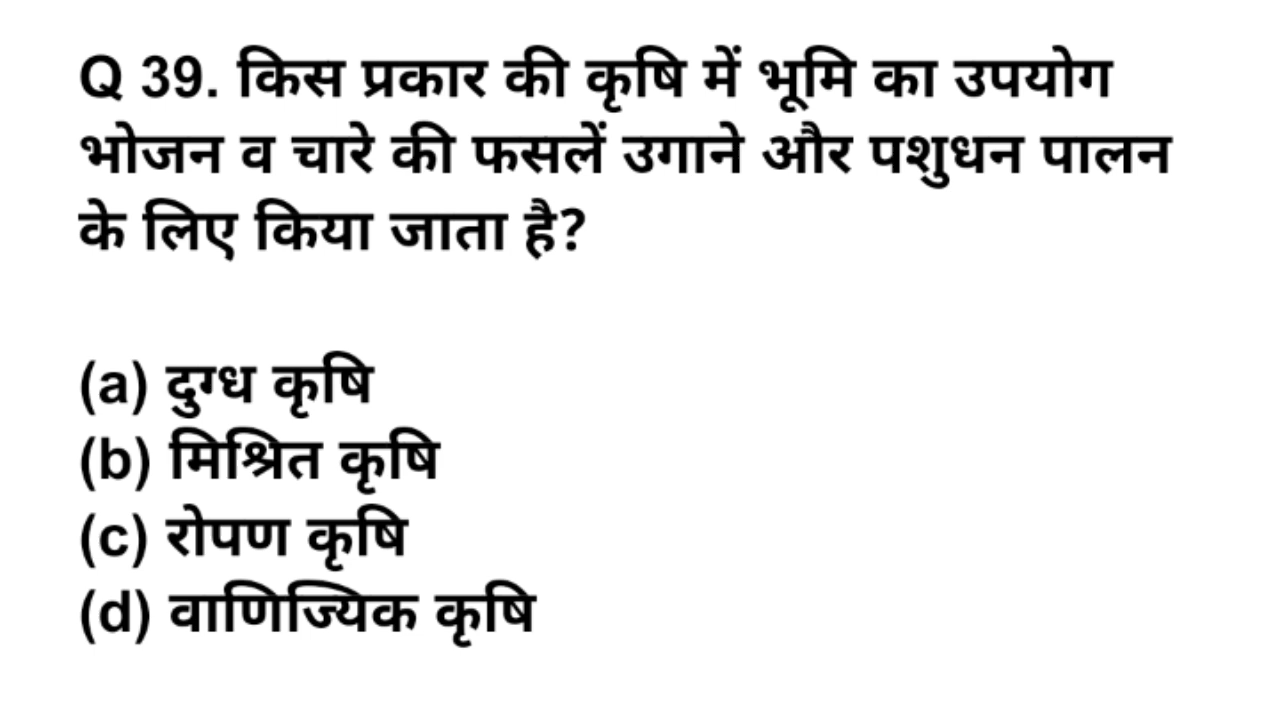 Q 39. किस प्रकार की कृषि में भूमि का उपयोग
भोजन व चारे की फसलें उगाने और पशुधन पालन
के लिए किया जाता है?
(a) दुग्ध कृषि
(b) मिश्रित कृषि
(c) रोपण कृषि
(d) वाणिज्यिक कृषि